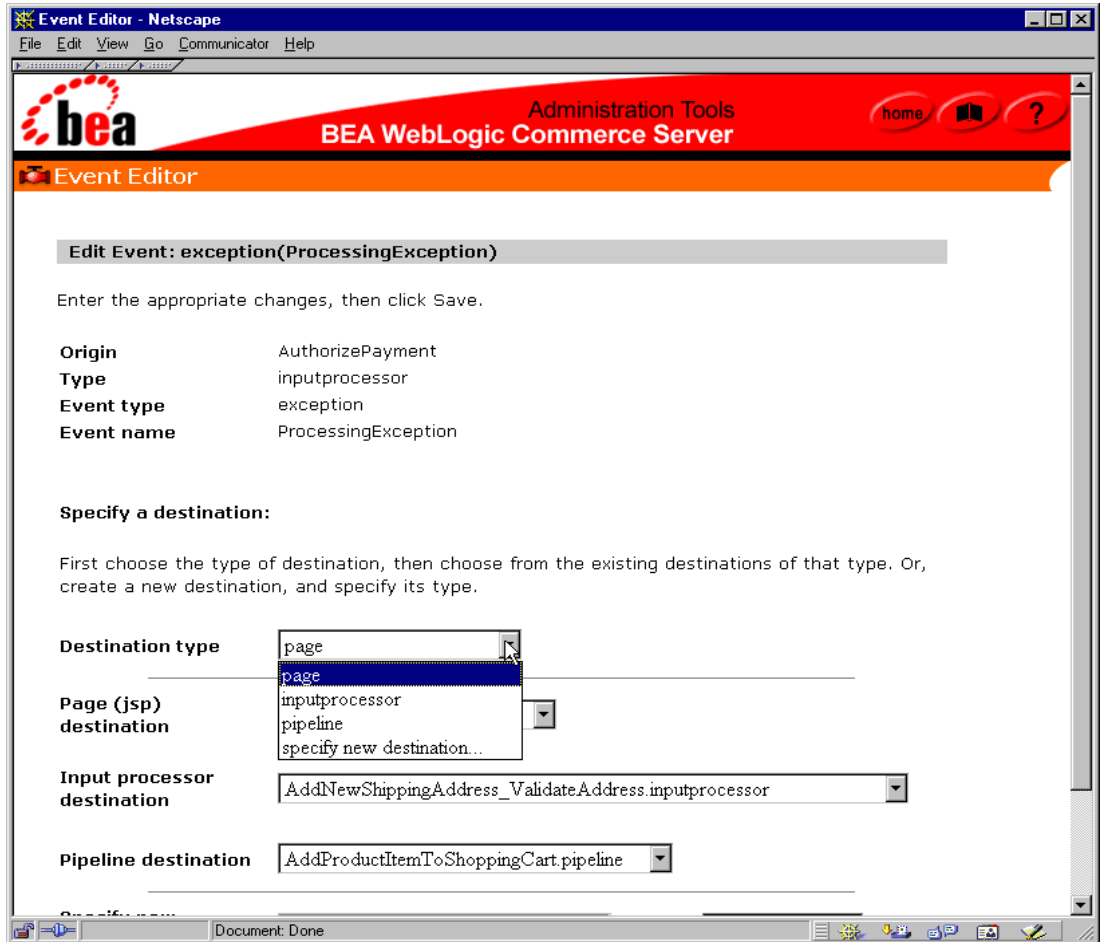 Event Editor - Netscape
File Edit View Go Communicator Help
bea
Administration Tools
BEA WebLogic Commerce Server
home
?
Event Editor
Edit Event: exception(ProcessingException)
Enter the appropriate changes, then click Save.
Origin AuthorizePayment
Type inputprocessor
Event type exception
Event name ProcessingException
Specify a destination:
First choose the type of destination, then choose from the existing destinations of that type. Or,
create a new destination, and specify its type.
Destination type page
page
inputprocessor
pipeline
specify new destination...
Page (jsp)
destination
Input processor
destination
AddNewShippingAddress_ValidateAddress.inputprocessor
Pipeline destination AddProductItemToShoppingCart.pipeline
Document: Done